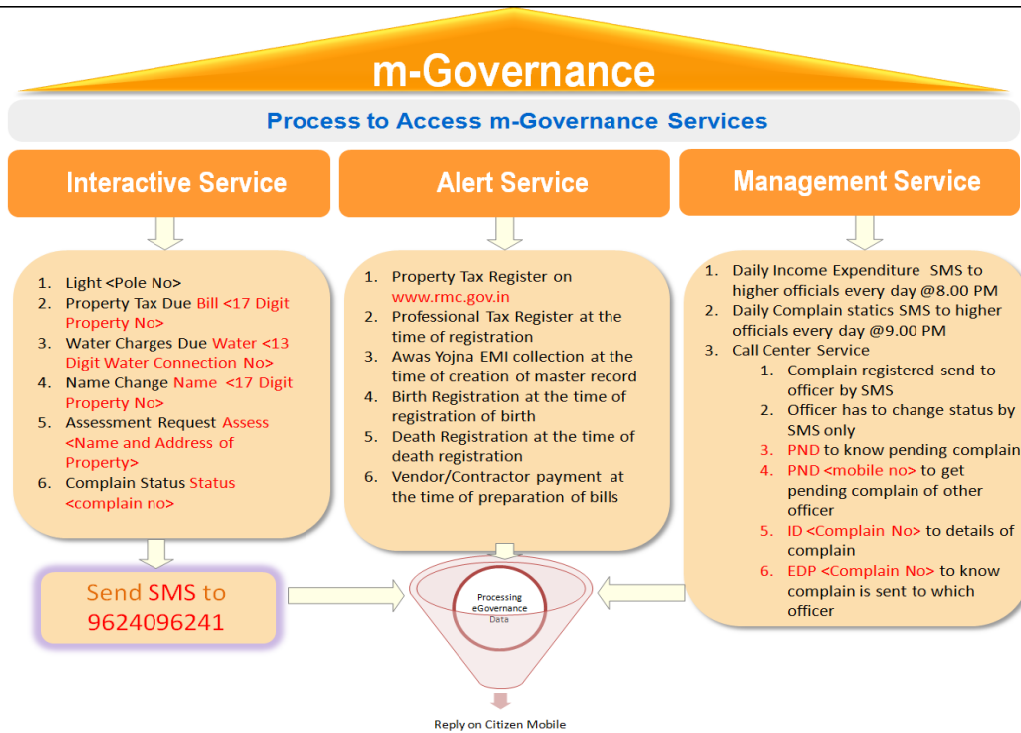 m-Governance
Process to Access m-Governance Services
Interactive Service
1. Light <Pole No>
2. Property Tax Due Bill <17 Digit
Property No>
3. Water Charges Due Water <13
Digit Water Connection No>
4. Name Change Name <17 Digit
Property No>
5. Assessment Request Assess
<Name and Address of
Property>
6. Complain Status Status
<complain no>
Send SMS to
9624096241
Alert Service
1. Property Tax Register on
www.rmc.gov.in
2. Professional Tax Register at the
time of registration
3. Awas Yojna EMI collection at the
time of creation of master record
4. Birth Registration at the time of
registration of birth
5. Death Registration at the time of
death registration
6. Vendor/Contractor payment at
the time of preparation of bills
Management Service
1. Daily Income Expenditure SMS to
higher officials every day @8.00 PM
2. Daily Complain statics SMS to higher
officials every day @9.00 PM
3. Call Center Service
1. Complain registered send to
officer by SMS
2. Officer has to change status by
SMS only
3. PND to know pending complain
4. PND <mobile no> to get
pending complain of other
officer
5. ID <Complain No> to details of
complain
6. EDP <Complain No> to know
complain is sent to which
officer
Processing
eGovernance
Data
Reply on Citizen Mobile